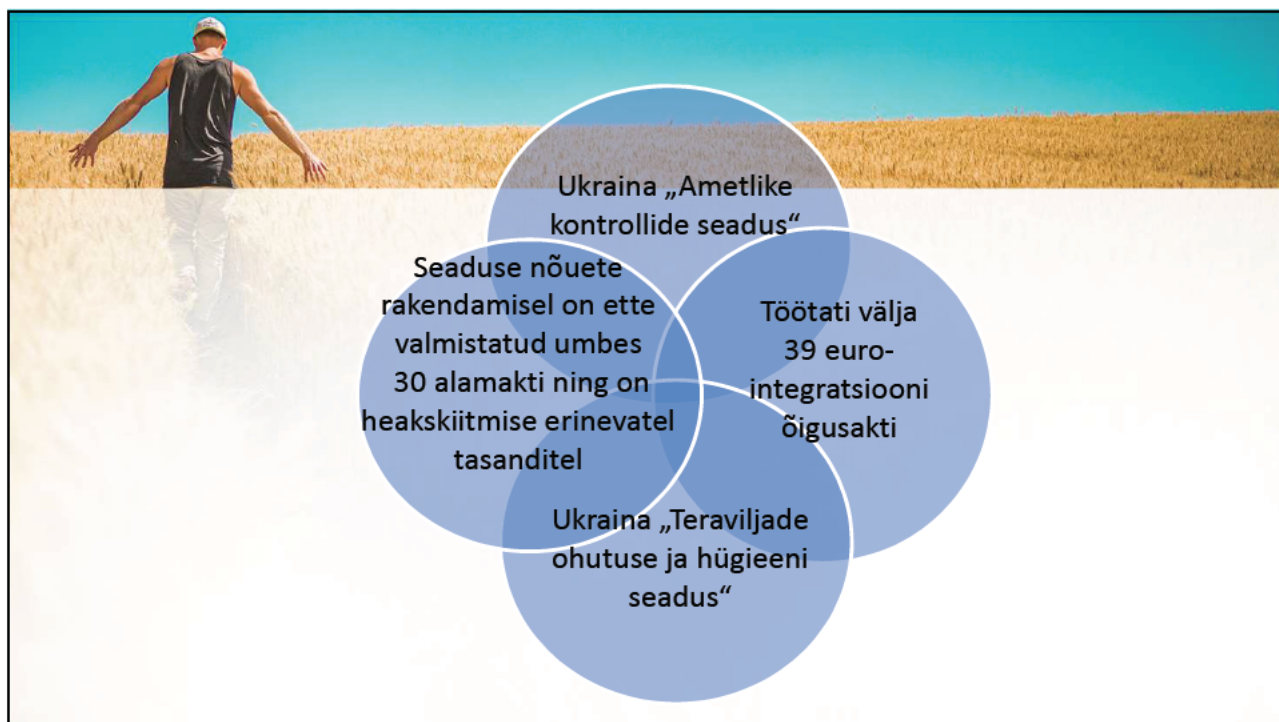 Ukraina „Ametlike
kontrollide seadus“
Seaduse nõuete
rakendamisel on ette
valmistatud umbes
30 alamakti ning on
heakskiitmise erinevatel
tasanditel
Töötati välja
39 euro-
integratsiooni
õigusakti
Ukraina „Teraviljade
ohutuse ja hügieeni
seadus“